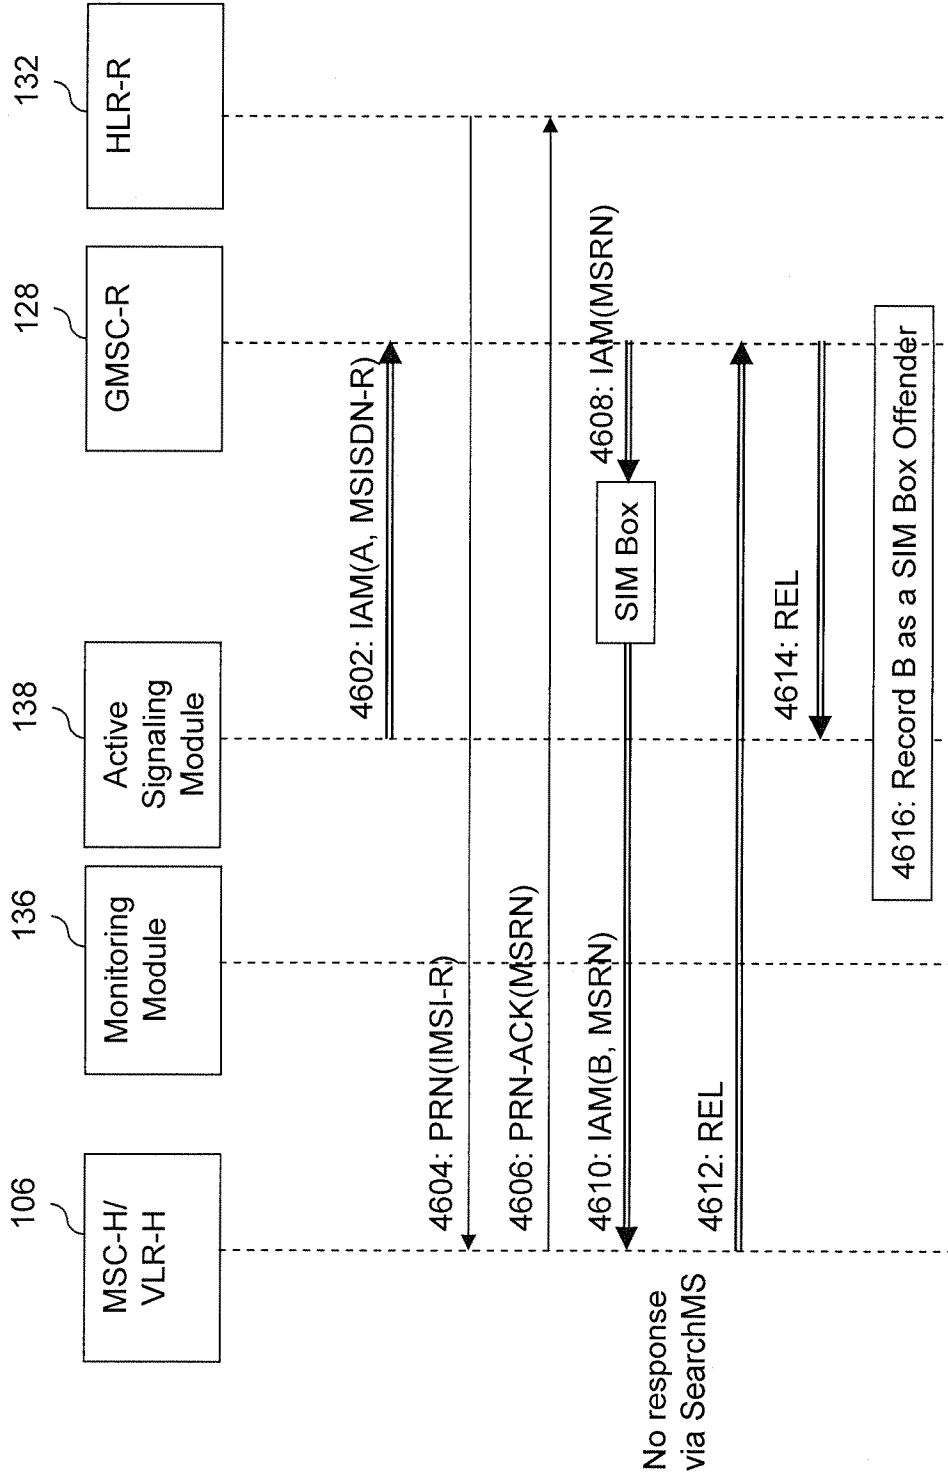 106
136
138
128
132
MSC-H/
VLR-H
Monitoring
Module
Active
Signaling
Module
GMSC-R
HLR-R
4602: IAM(A, MSISDN-R)
4604: PRN(IMSI-R)
4606: PRN-ACK(MSRN)
4608: IAM(MSRN)
SIM Box
4610: IAM(B, MSRN)
No response
via SearchMS
4612: REL
4614: REL
4616: Record B as a SIM Box Offender